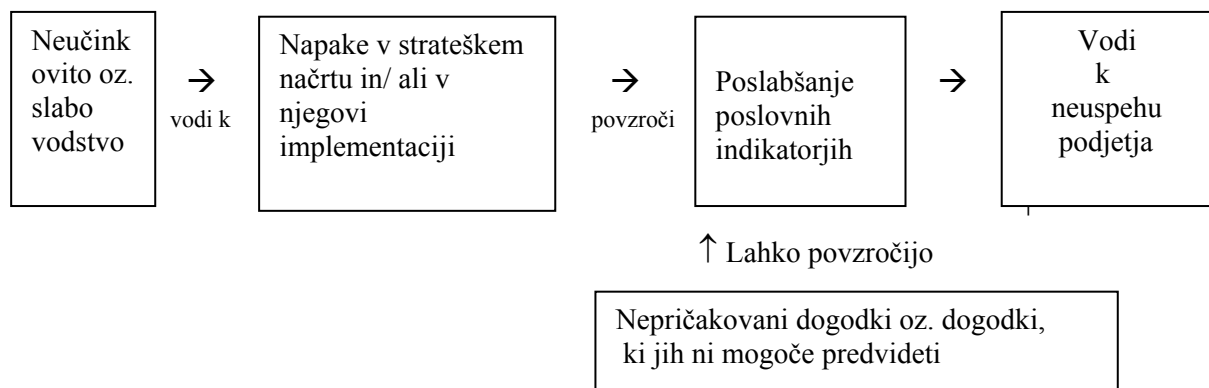 Neučink
ovito oz.
slabo
vodstvo
→
vodi k
Napake v strateškem
načrtu in/ ali v
njegovi
implementaciji
→
povzroči
Poslabšanje
poslovnih
indikatorjih
→
Vodi
k
neuspehu
podjetja
↑ Lahko povzročijo
Nepričakovani dogodki oz. dogodki,
ki jih ni mogoče predvideti